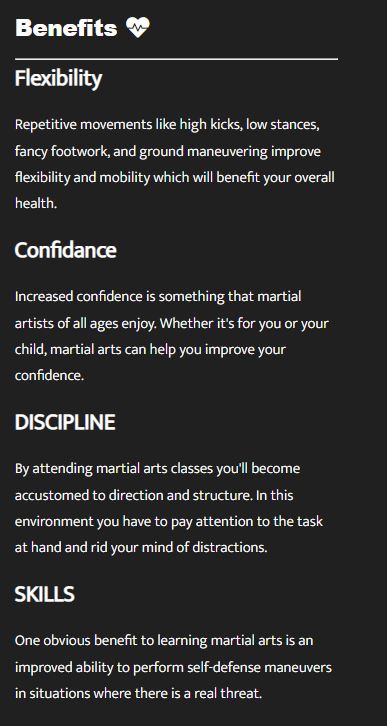 Benefits
Flexibility
Repetitive movements like high kicks, low stances,
fancy footwork, and ground maneuvering improve
flexibility and mobility which will benefit your overall
health.
Confidance
Increased confidence is something that martial
artists of all ages enjoy. Whether it's for you or your
child, martial arts can help you improve your
confidence.
DISCIPLINE
By attending martial arts classes you'll become
accustomed to direction and structure. In this
environment you have to pay attention to the task
at hand and rid your mind of distractions.
SKILLS
One obvious benefit to learning martial arts is an
improved ability to perform self-defense maneuvers
in situations where there is a real threat.